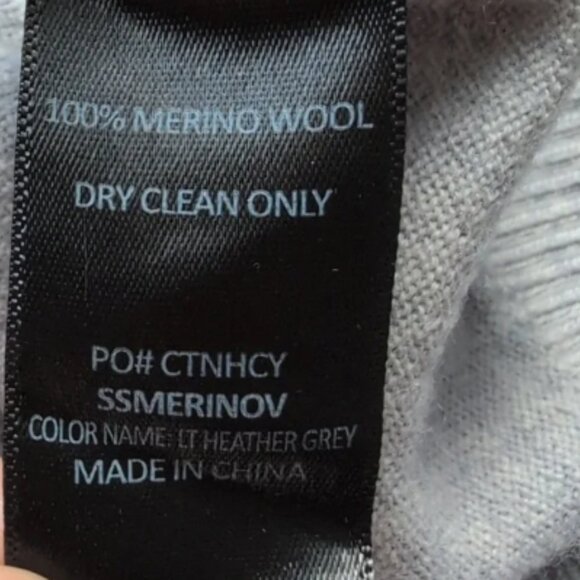 100% MERINO WOOL
DRY CLEAN ONLY
PO# CTNHCY
SSMERINOV
COLOR NAME: LT HEATHER GREY
MADE IN CHINA